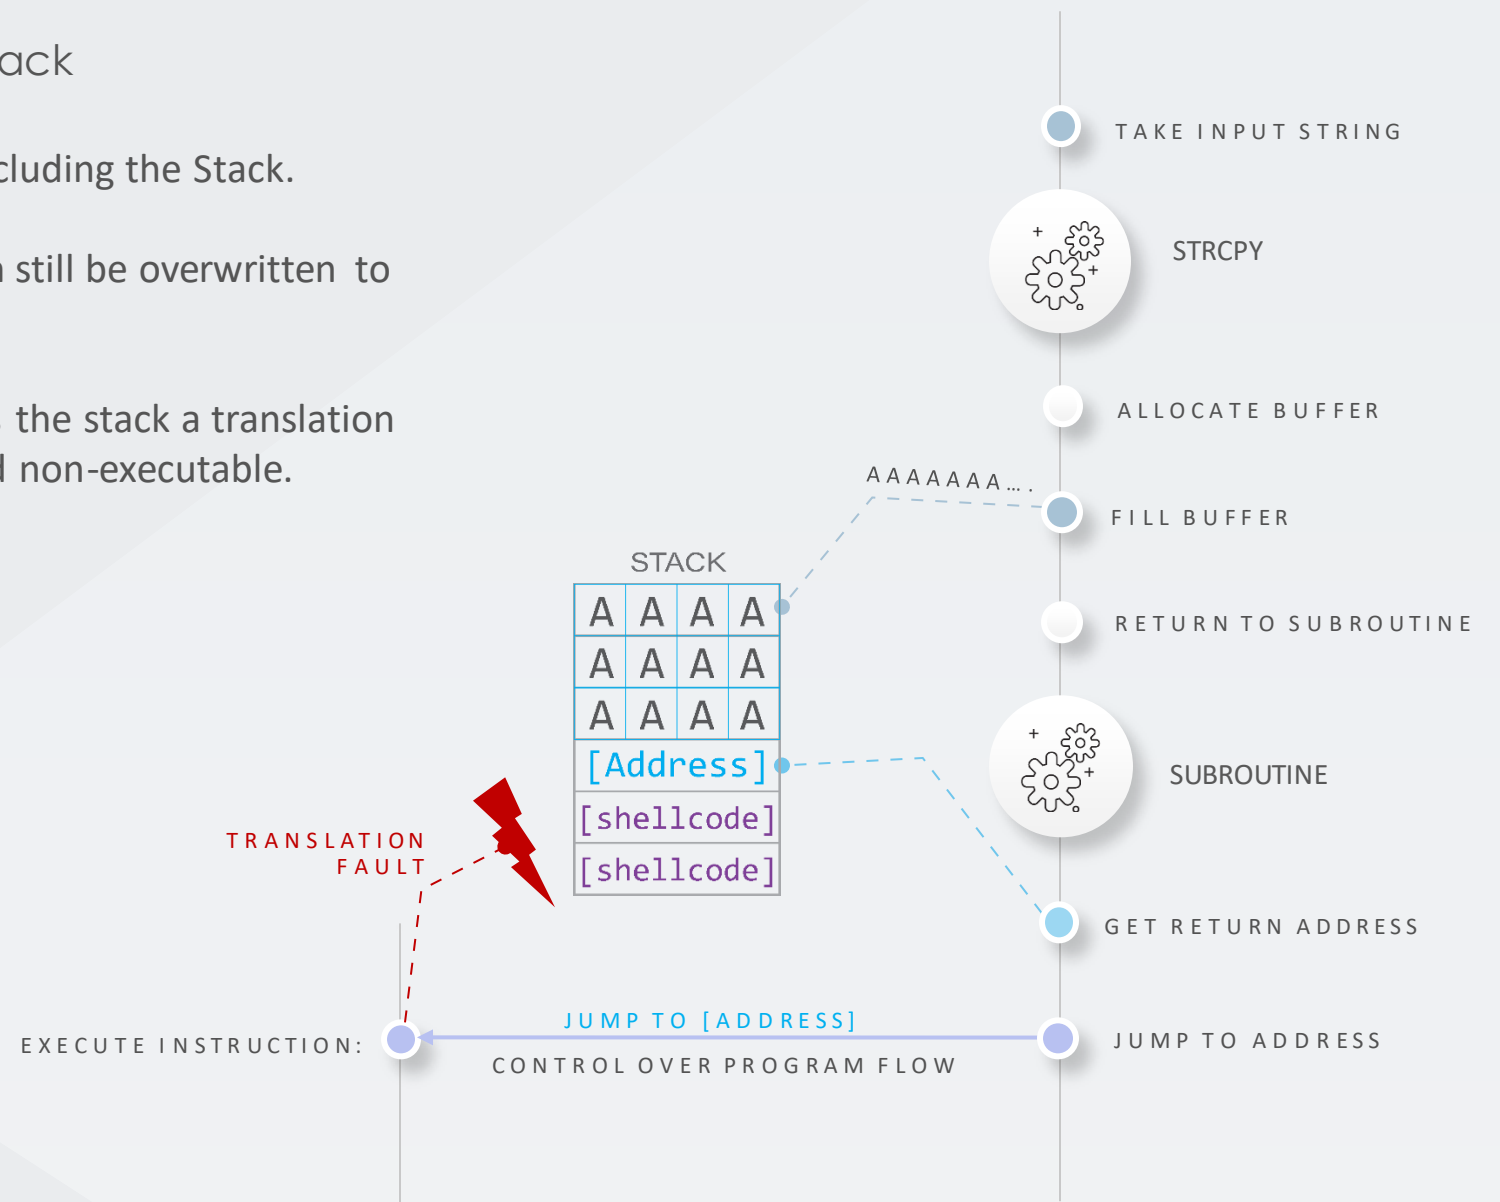 ack
cluding the Stack.
still be overwritten to
the stack a translation
non-executable.
TAKE INPUT STRING
STRCPY
ALLOCATE BUFFER
AAAAAAA….
FILL BUFFER
STACK
A A A A
A A A A
A A A A
[Address]
[shellcode]
[shellcode]
RETURN TO SUBROUTINE
SUBROUTINE
TRANSLATION
FAULT
GET RETURN ADDRESS
JUMP TO [ADDRESS]
EXECUTE INSTRUCTION:
JUMP TO ADDRESS
CONTROL OVER PROGRAM FLOW